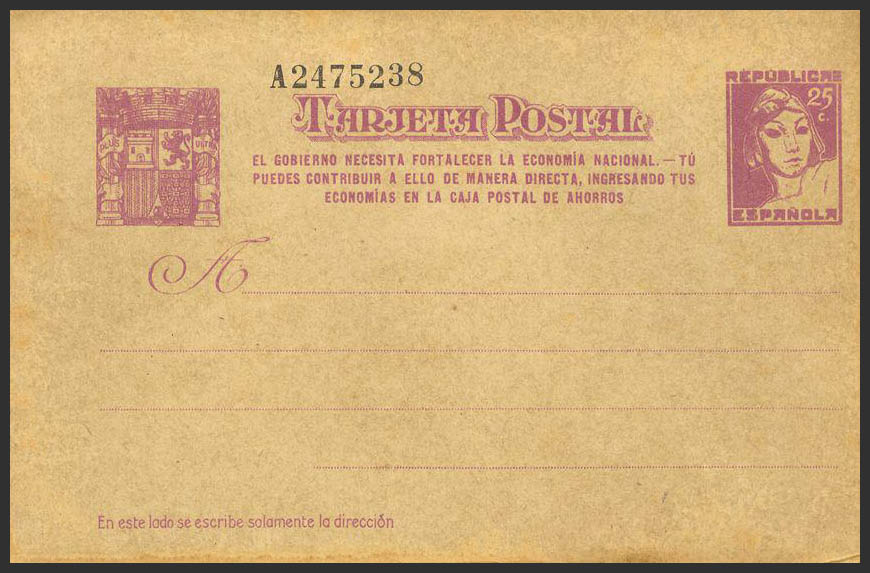 A2475238
TARJETA POSTAL
EL GOBIERNO NECESITA FORTALECER LA ECONOMÍA NACIONAL.—TÚ
PUEDES CONTRIBUIR A ELLO DE MANERA DIRECTA, INGRESANDO TUS
ECONOMÍAS EN LA CAJA POSTAL DE AHORROS
PLUS ULTRA
REPÚBLICA
25
c.
ESPAÑOLA
A
En este lado se escribe solamente la dirección